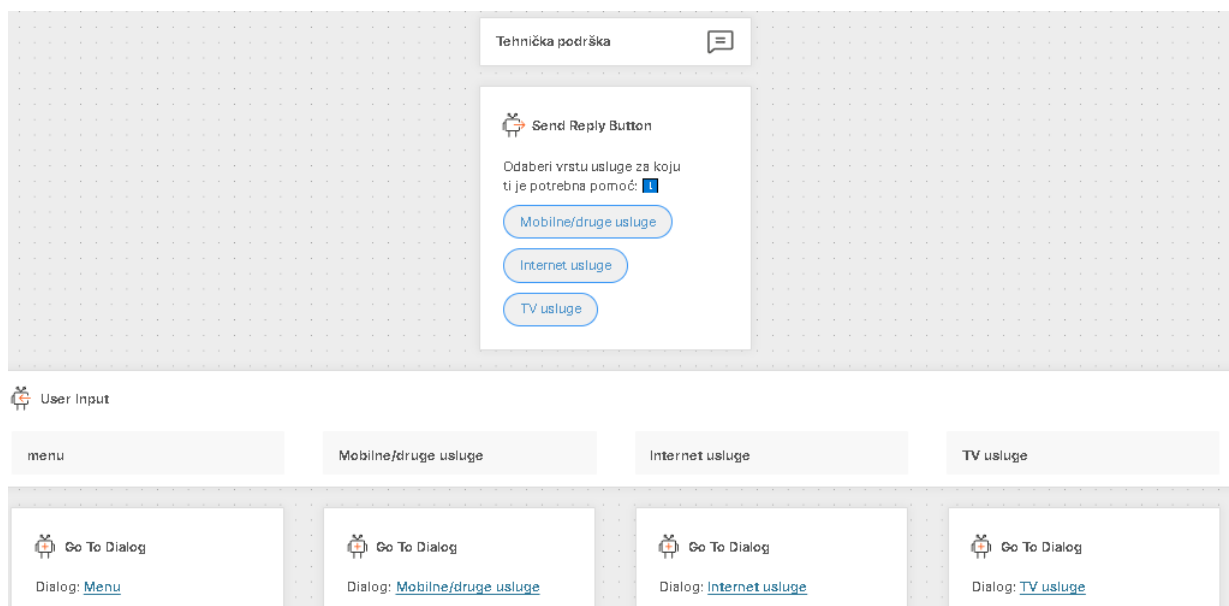 Tehnička podrška
Send Reply Button
Odaberi vrstu usluge za koju
ti je potrebna pomoć:
Mobilne/druge usluge
Internet usluge
TV usluge
User Input
menu
Mobilne/druge usluge
Internet usluge
TV usluge
Go To Dialog
Go To Dialog
Go To Dialog
Go To Dialog
Dialog: Menu
Dialog: Mobilne/druge usluge
Dialog: Internet usluge
Dialog: TV usluge